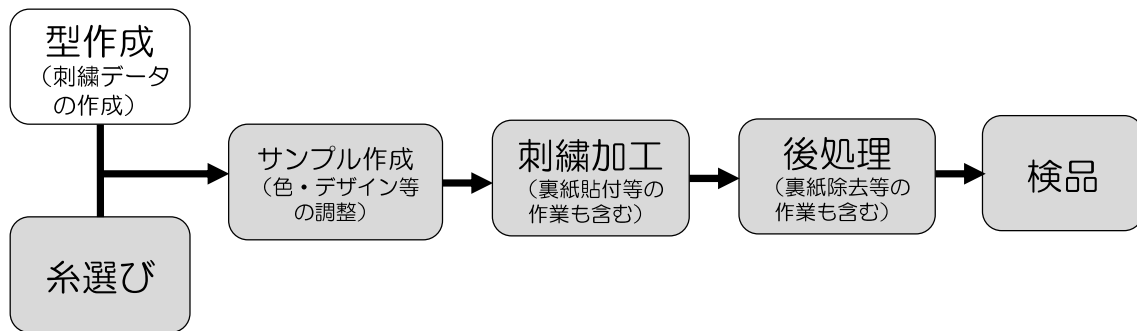 型作成
（刺繍データ
の作成）
糸選び
サンプル作成
（色・デザイン等
の調整）
刺繍加工
（裏紙貼付等の
作業も含む）
後処理
（裏紙除去等の
作業も含む）
検品